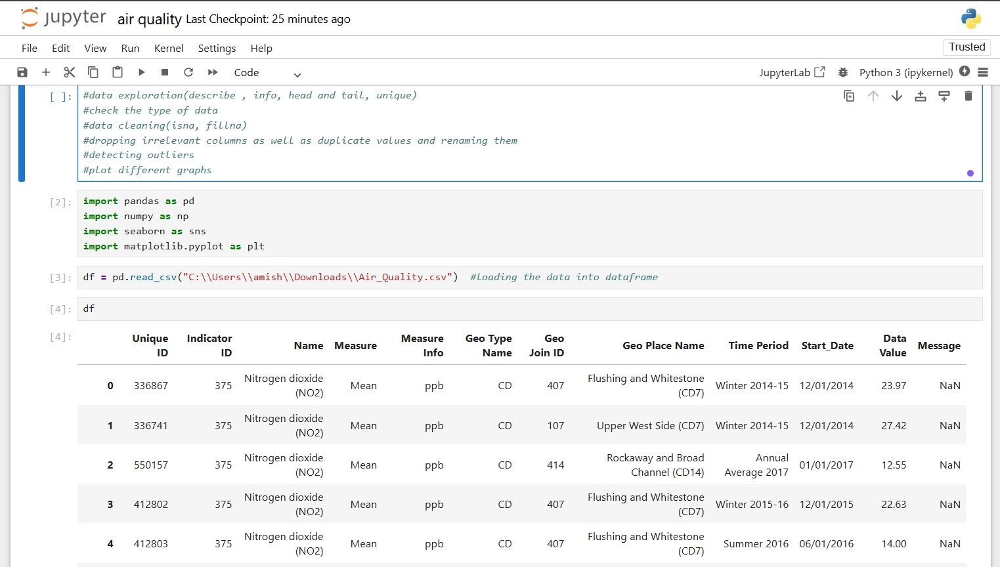 jupyter air quality Last Checkpoint: 25 minutes ago
File Edit View Run Kernel Settings Help Trusted
Code JupyterLab Python 3 (ipykernel)
[ ]: #data exploration(describe , info, head and tail, unique)
#check the type of data
#data cleaning(isna, fillna)
#dropping irrelevant columns as well as duplicate values and renaming them
#detecting outliers
#plot different graphs
[2]: import pandas as pd
import numpy as np
import seaborn as sns
import matplotlib.pyplot as plt
[3]: df = pd.read_csv("C:\\Users\\amish\\Downloads\\Air_Quality.csv")  #loading the data into dataframe
[4]: df
[4]:
Unique Indicator Measure Geo Type Geo Data
Name Measure Geo Place Name Time Period Start_Date Message
ID ID Info Name Join ID Value
Nitrogen dioxide Flushing and Whitestone
0 336867 375 Mean ppb CD 407 Winter 2014-15 12/01/2014 23.97 NaN
(NO2) (CD7)
Nitrogen dioxide
1 336741 375 Mean ppb CD 107 Upper West Side (CD7) Winter 2014-15 12/01/2014 27.42 NaN
(NO2)
Nitrogen dioxide Rockaway and Broad Annual
2 550157 375 Mean ppb CD 414 01/01/2017 12.55 NaN
(NO2) Channel (CD14) Average 2017
Nitrogen dioxide Flushing and Whitestone
3 412802 375 Mean ppb CD 407 Winter 2015-16 12/01/2015 22.63 NaN
(NO2) (CD7)
Nitrogen dioxide Flushing and Whitestone
4 412803 375 Mean ppb CD 407 Summer 2016 06/01/2016 14.00 NaN
(NO2) (CD7)